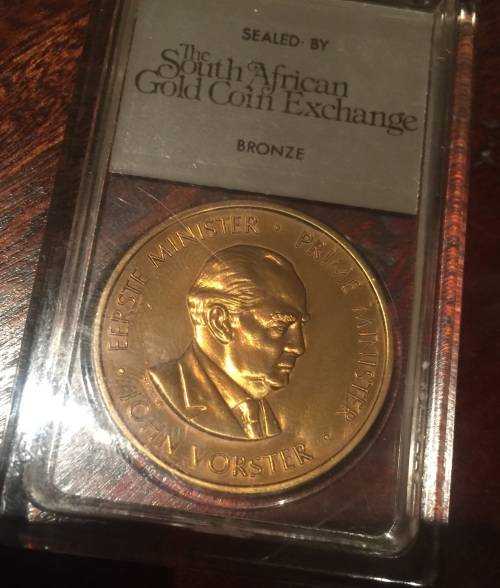 SEALED BY
The
South African
Gold Coin Exchange
BRONZE
EERSTE MINISTER · PRIME MINISTER ·
JOHN VORSTER ·